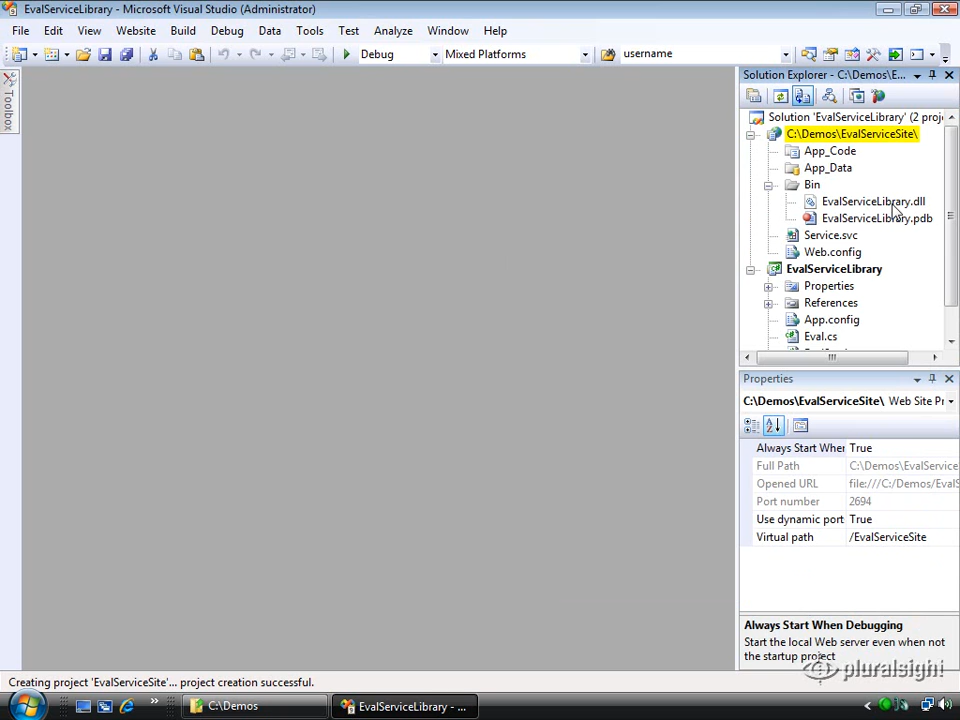 EvalServiceLibrary - Microsoft Visual Studio (Administrator)
File Edit View Website Build Debug Data Tools Test Analyze Window Help
Debug Mixed Platforms username
Toolbox
Solution Explorer - C:\Demos\E...
Solution 'EvalServiceLibrary' (2 proj
C:\Demos\EvalServiceSite\
App_Code
App_Data
Bin
EvalServiceLibrary.dll
EvalServiceLibrary.pdb
Service.svc
Web.config
EvalServiceLibrary
Properties
References
App.config
Eval.cs
Properties
C:\Demos\EvalServiceSite\ Web Site Pr
Always Start Wher True
Full Path C:\Demos\EvalService
Opened URL file:///C:/Demos/EvalS
Port number 2694
Use dynamic port True
Virtual path /EvalServiceSite
Always Start When Debugging
Start the local Web server even when not
the startup project
pluralsight
Creating project 'EvalServiceSite'... project creation successful.
C:\Demos
EvalServiceLibrary - ...